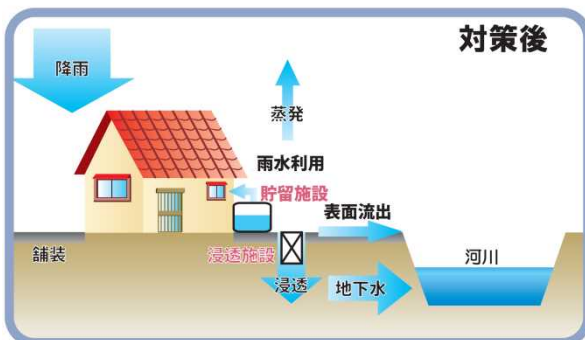 対策後
降雨
蒸発
雨水利用
貯留施設
表面流出
舗装
浸透施設
河川
浸透
地下水